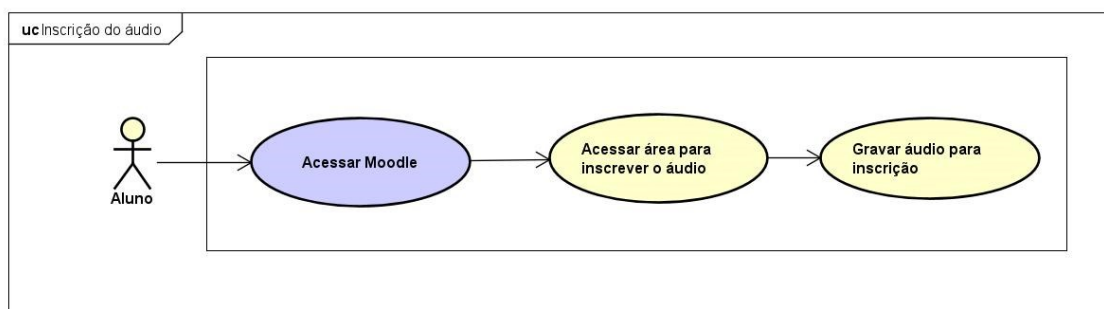 uc Inscrição do áudio
Aluno
Acessar Moodle
Acessar área para
inscrever o áudio
Gravar áudio para
inscrição